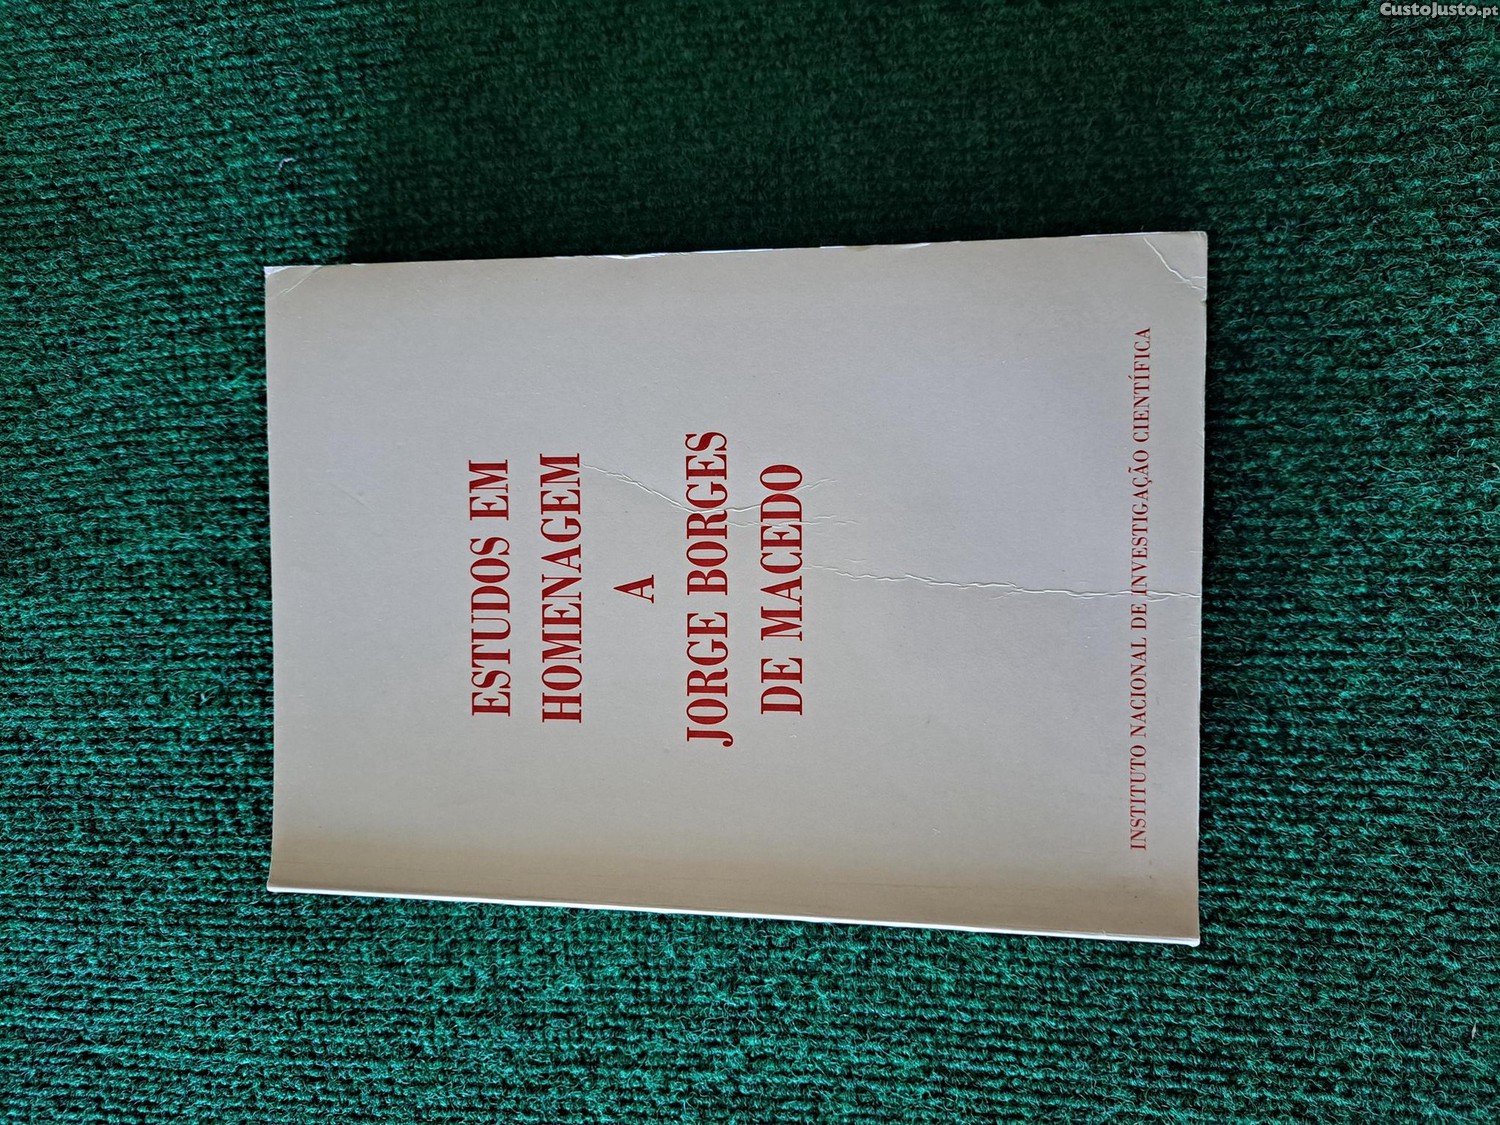 ESTUDOS EM
HOMENAGEM
A
JORGE BORGES
DE MACEDO
INSTITUTO NACIONAL DE INVESTIGAÇÃO CIENTÍFICA
CustoJusto.pt